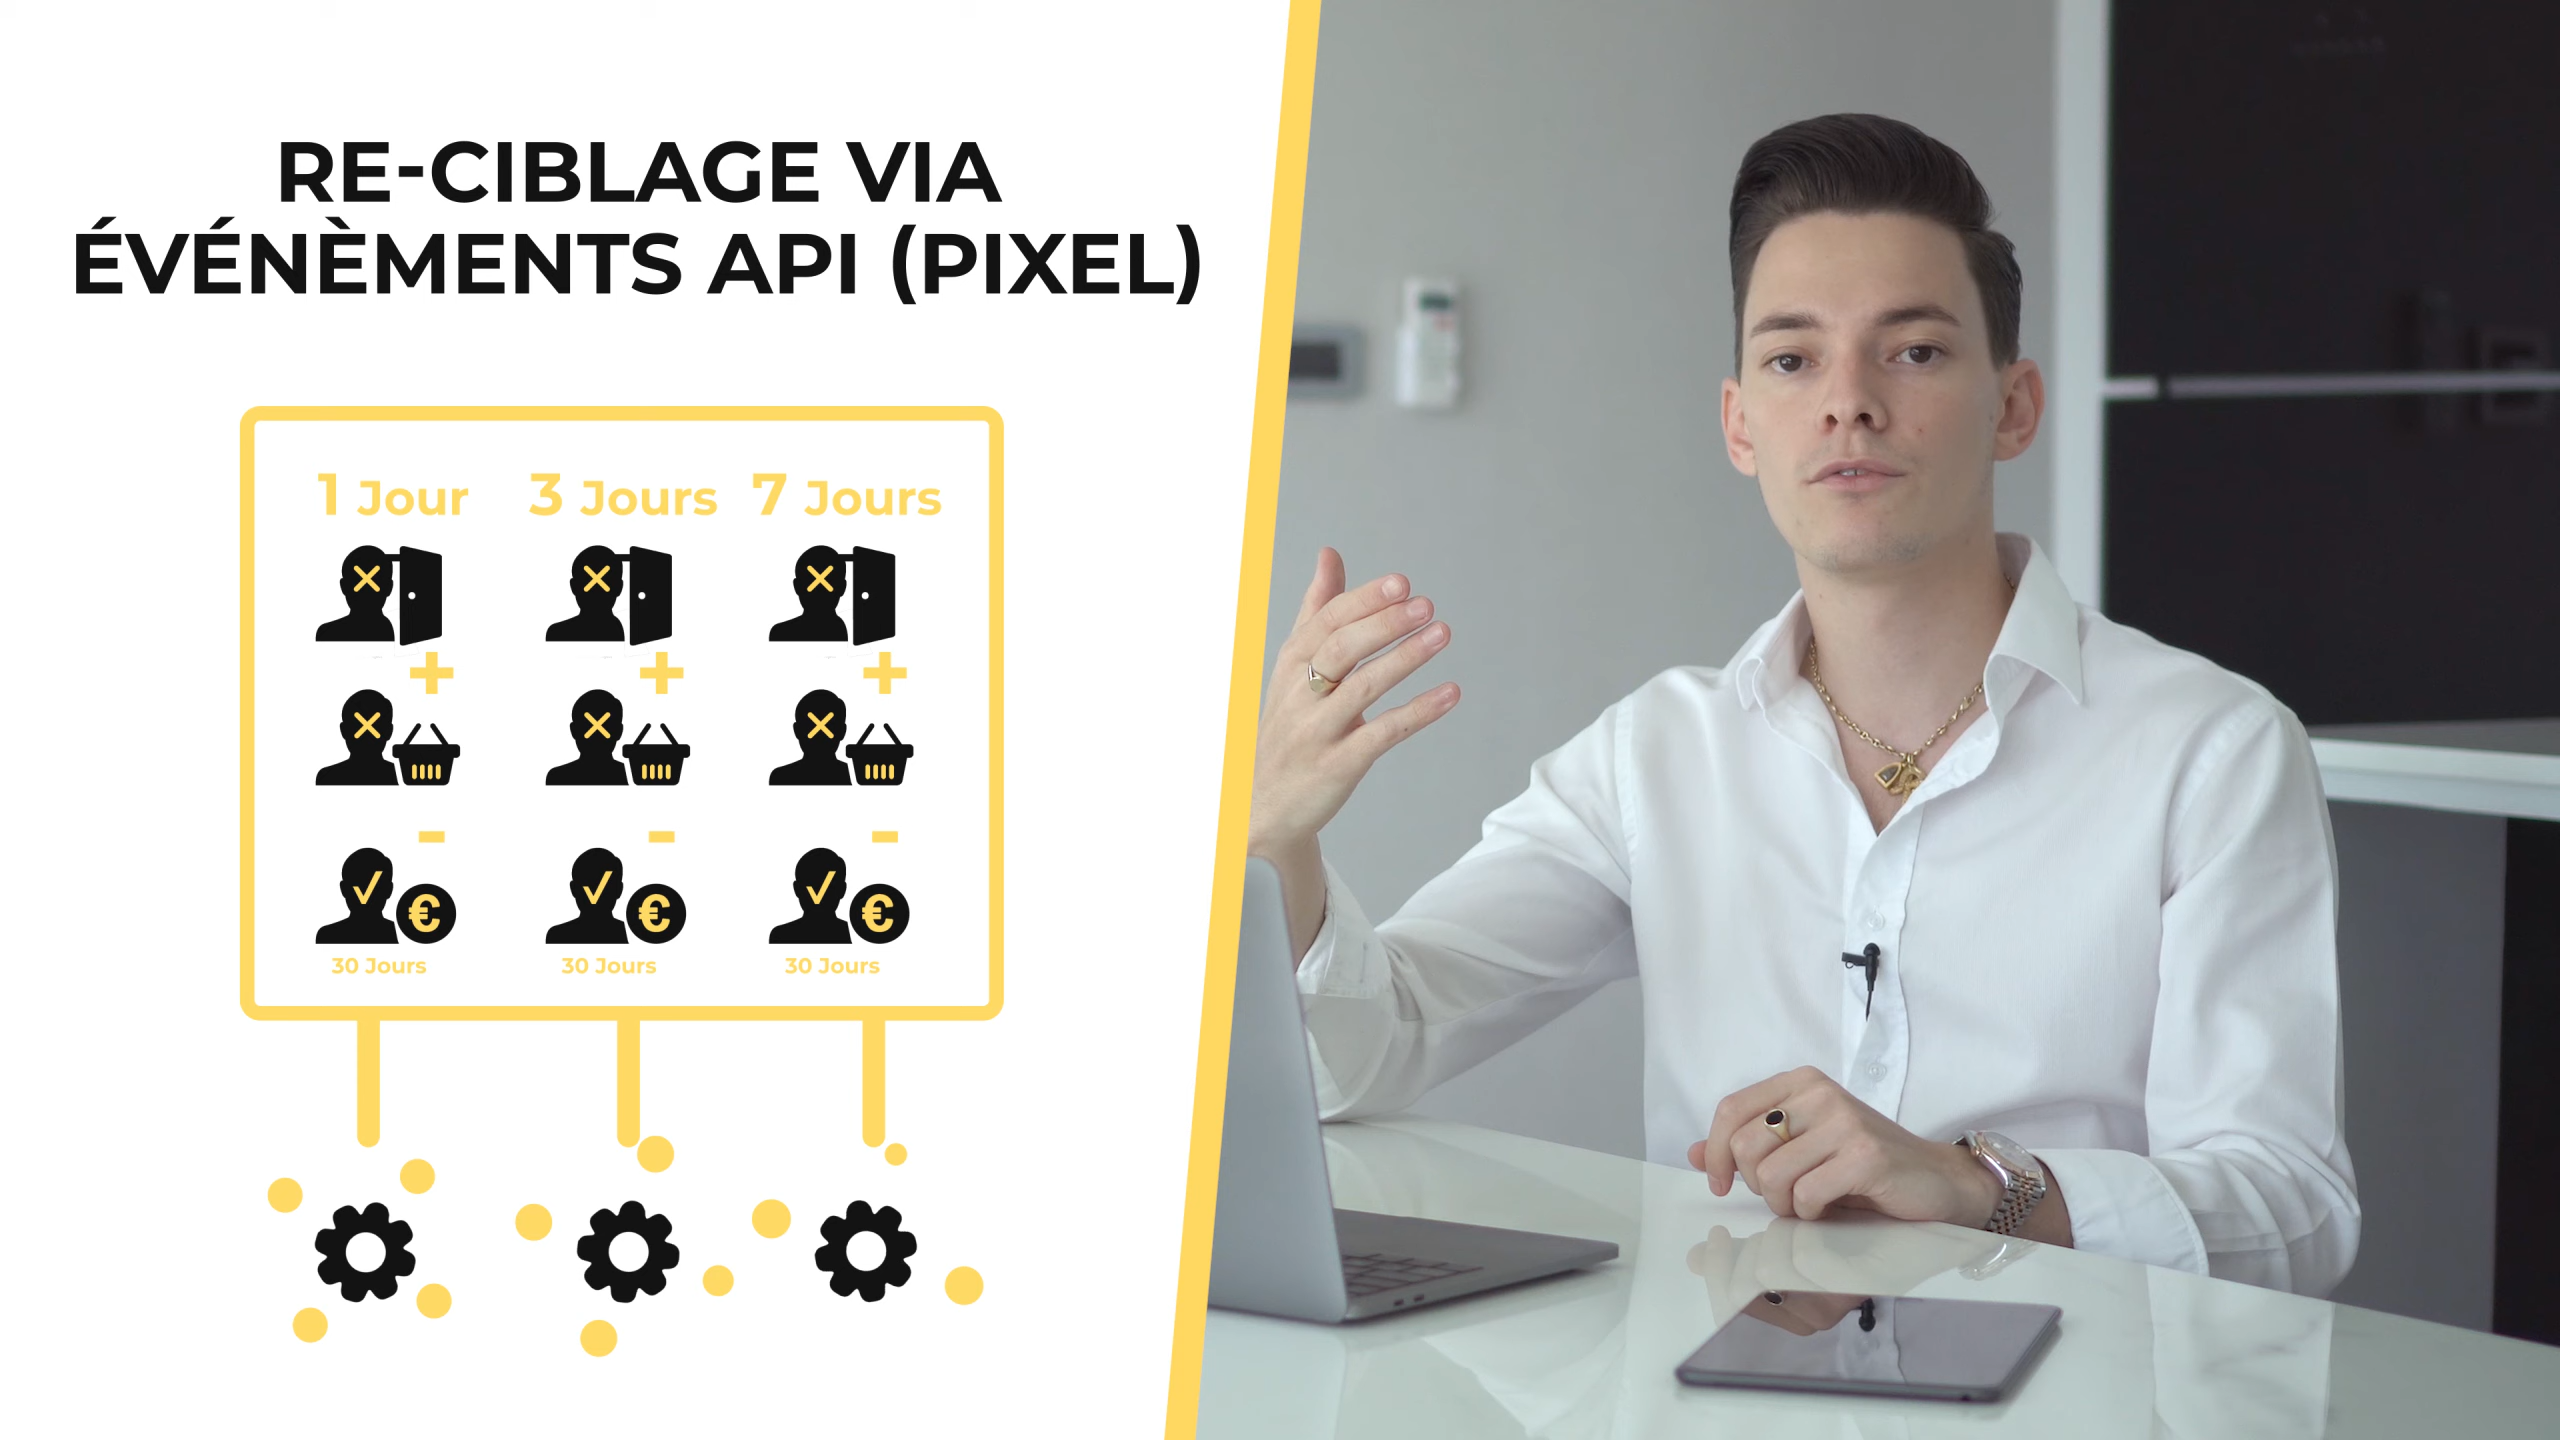 RE-CIBLAGE VIA
ÉVÉNÈMENTS API (PIXEL)
1 Jour 3 Jours 7 Jours
+ + +
- - -
€ € €
30 Jours 30 Jours 30 Jours